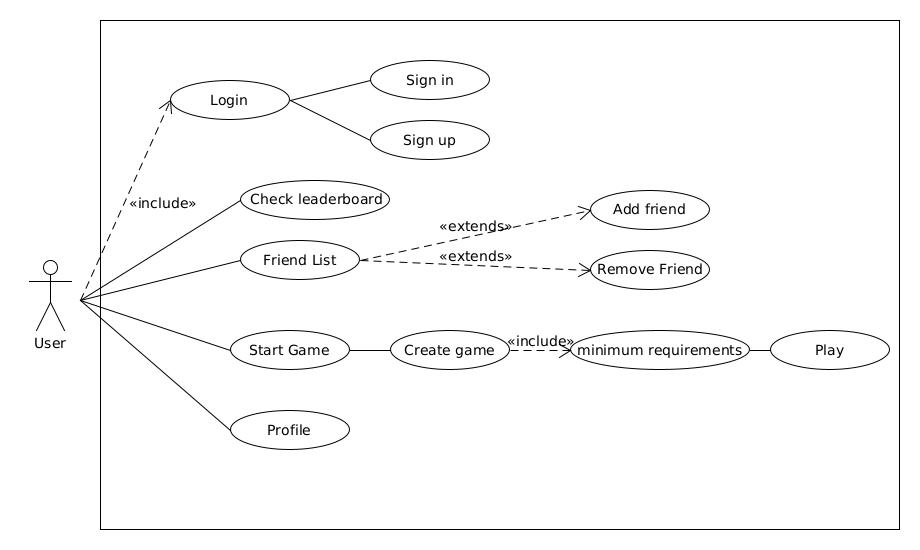 Sign in
Login
Sign up
«include»
Check leaderboard
Add friend
«extends»
Friend List
«extends»
Remove Friend
User
Start Game
Create game
«include»
minimum requirements
Play
Profile